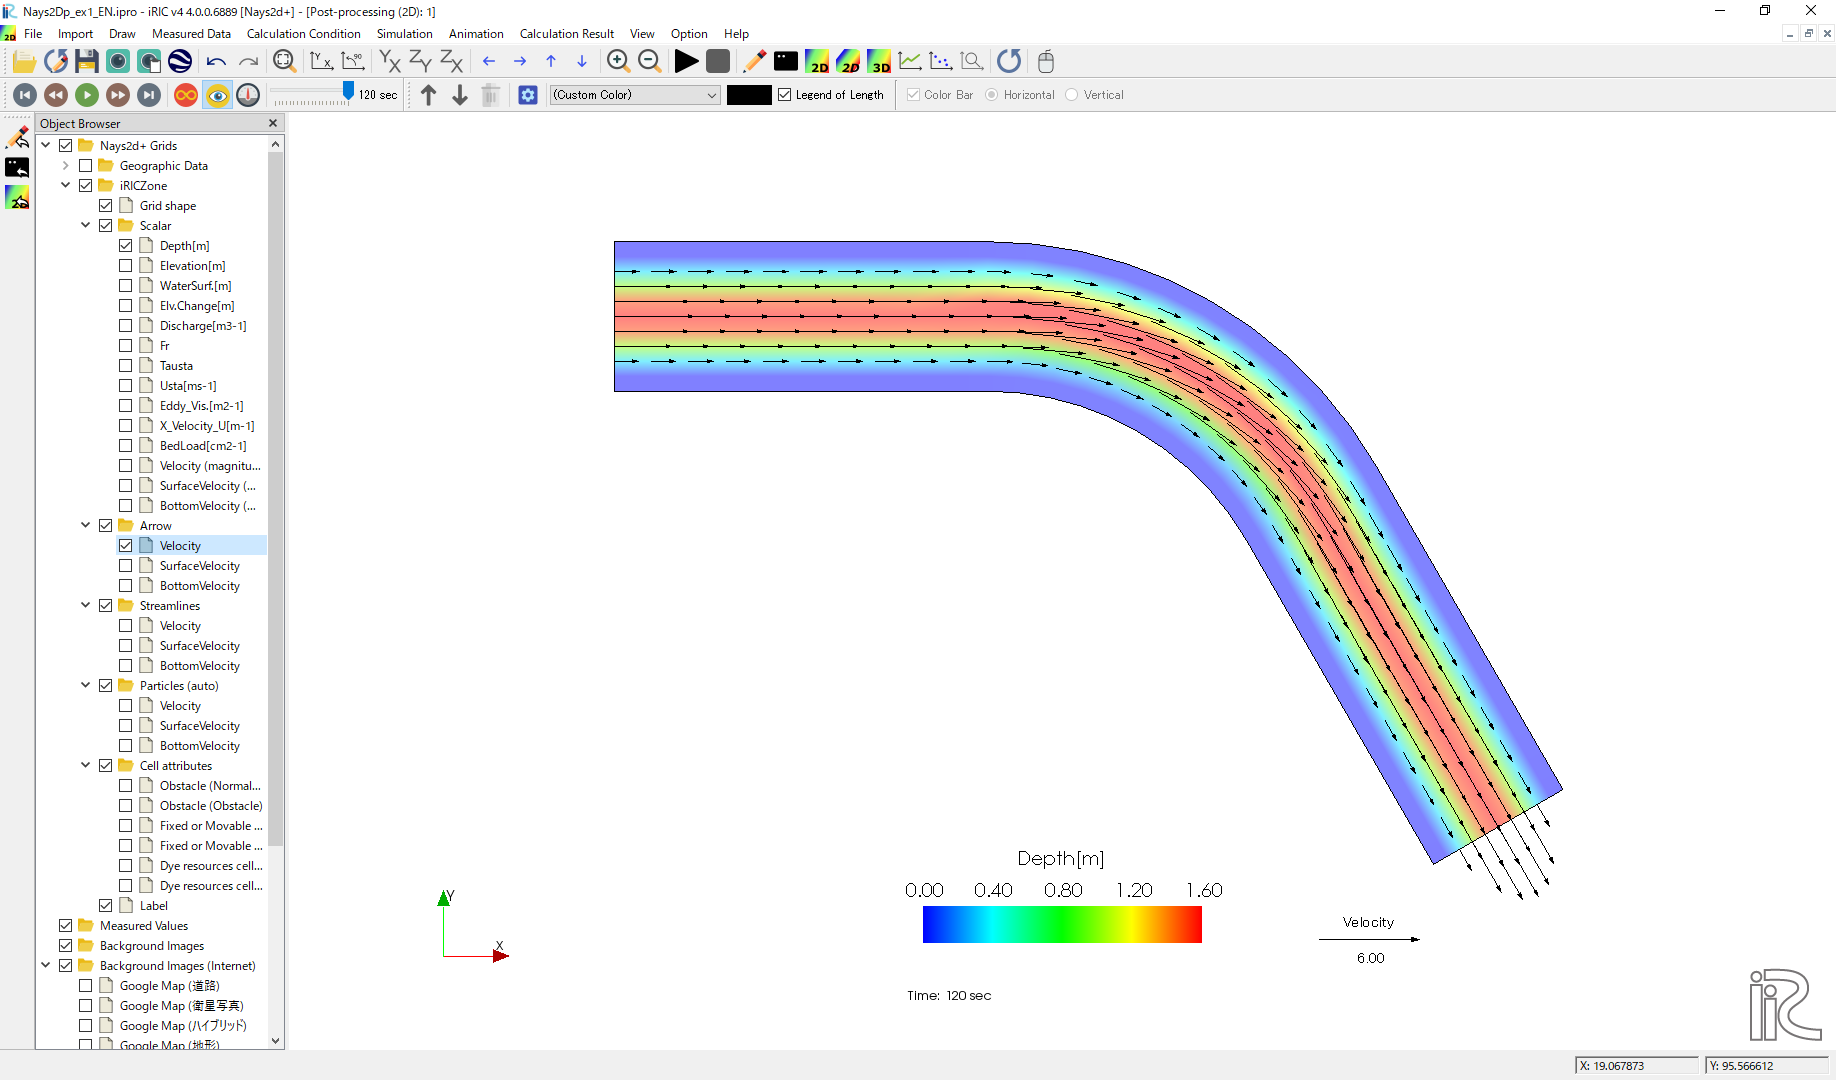 Nays2Dp_ex1_EN.ipro - iRIC v4 4.0.0.6889 [Nays2d+] - [Post-processing (2D): 1]
File Import Draw Measured Data Calculation Condition Simulation Animation Calculation Result View Option Help
120 sec (Custom Color) Legend of Length Color Bar Horizontal Vertical
Object Browser
Nays2d+ Grids
Geographic Data
iRICZone
Grid shape
Scalar
Depth[m]
Elevation[m]
WaterSurf.[m]
Elv.Change[m]
Discharge[m3-1]
Fr
Tausta
Usta[ms-1]
Eddy_Vis.[m2-1]
X_Velocity_U[m-1]
BedLoad[cm2-1]
Velocity (magnitu...
SurfaceVelocity (...
BottomVelocity (...
Arrow
Velocity
SurfaceVelocity
BottomVelocity
Streamlines
Velocity
SurfaceVelocity
BottomVelocity
Particles (auto)
Velocity
SurfaceVelocity
BottomVelocity
Cell attributes
Obstacle (Normal...
Obstacle (Obstacle)
Fixed or Movable ...
Fixed or Movable ...
Dye resources cell...
Dye resources cell...
Label
Measured Values
Background Images
Background Images (Internet)
Google Map (道路)
Google Map (衛星写真)
Google Map (ハイブリッド)
Google Map (地形)
Depth[m]
0.00 0.40 0.80 1.20 1.60
Velocity
6.00
Y
X
Time: 120 sec
iRIC
X: 19.067873 Y: 95.566612